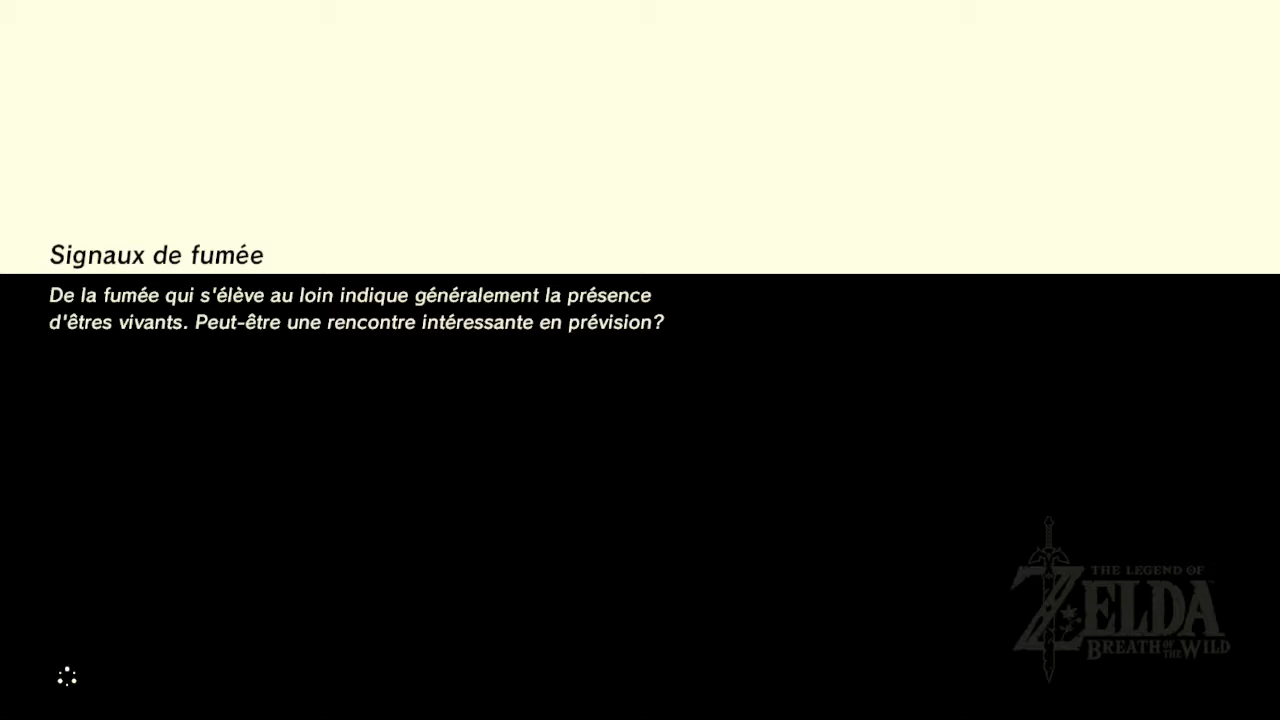 Signaux de fumée
De la fumée qui s'élève au loin indique généralement la présence
d'êtres vivants. Peut-être une rencontre intéressante en prévision?
THE LEGEND OF
ZELDA
BREATH OF THE WILD